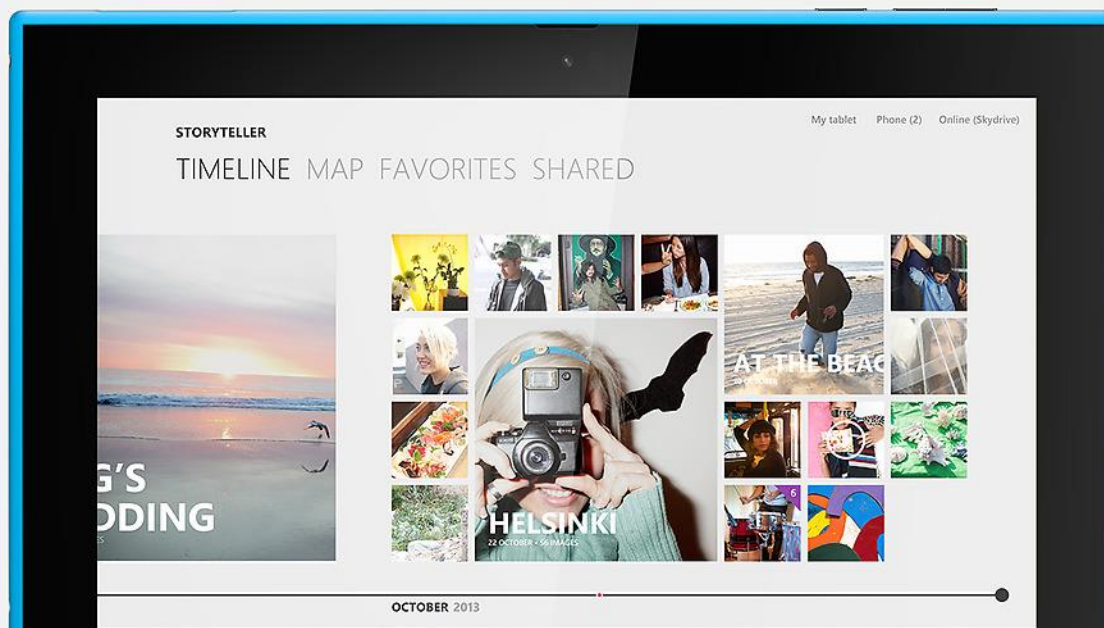 My tablet Phone (2) Online (Skydrive)
STORYTELLER
TIMELINE MAP FAVORITES SHARED
AT THE BEAC
G'S
DDING
ES
HELSINKI
22 OCTOBER • 56 IMAGES
6
OCTOBER 2013